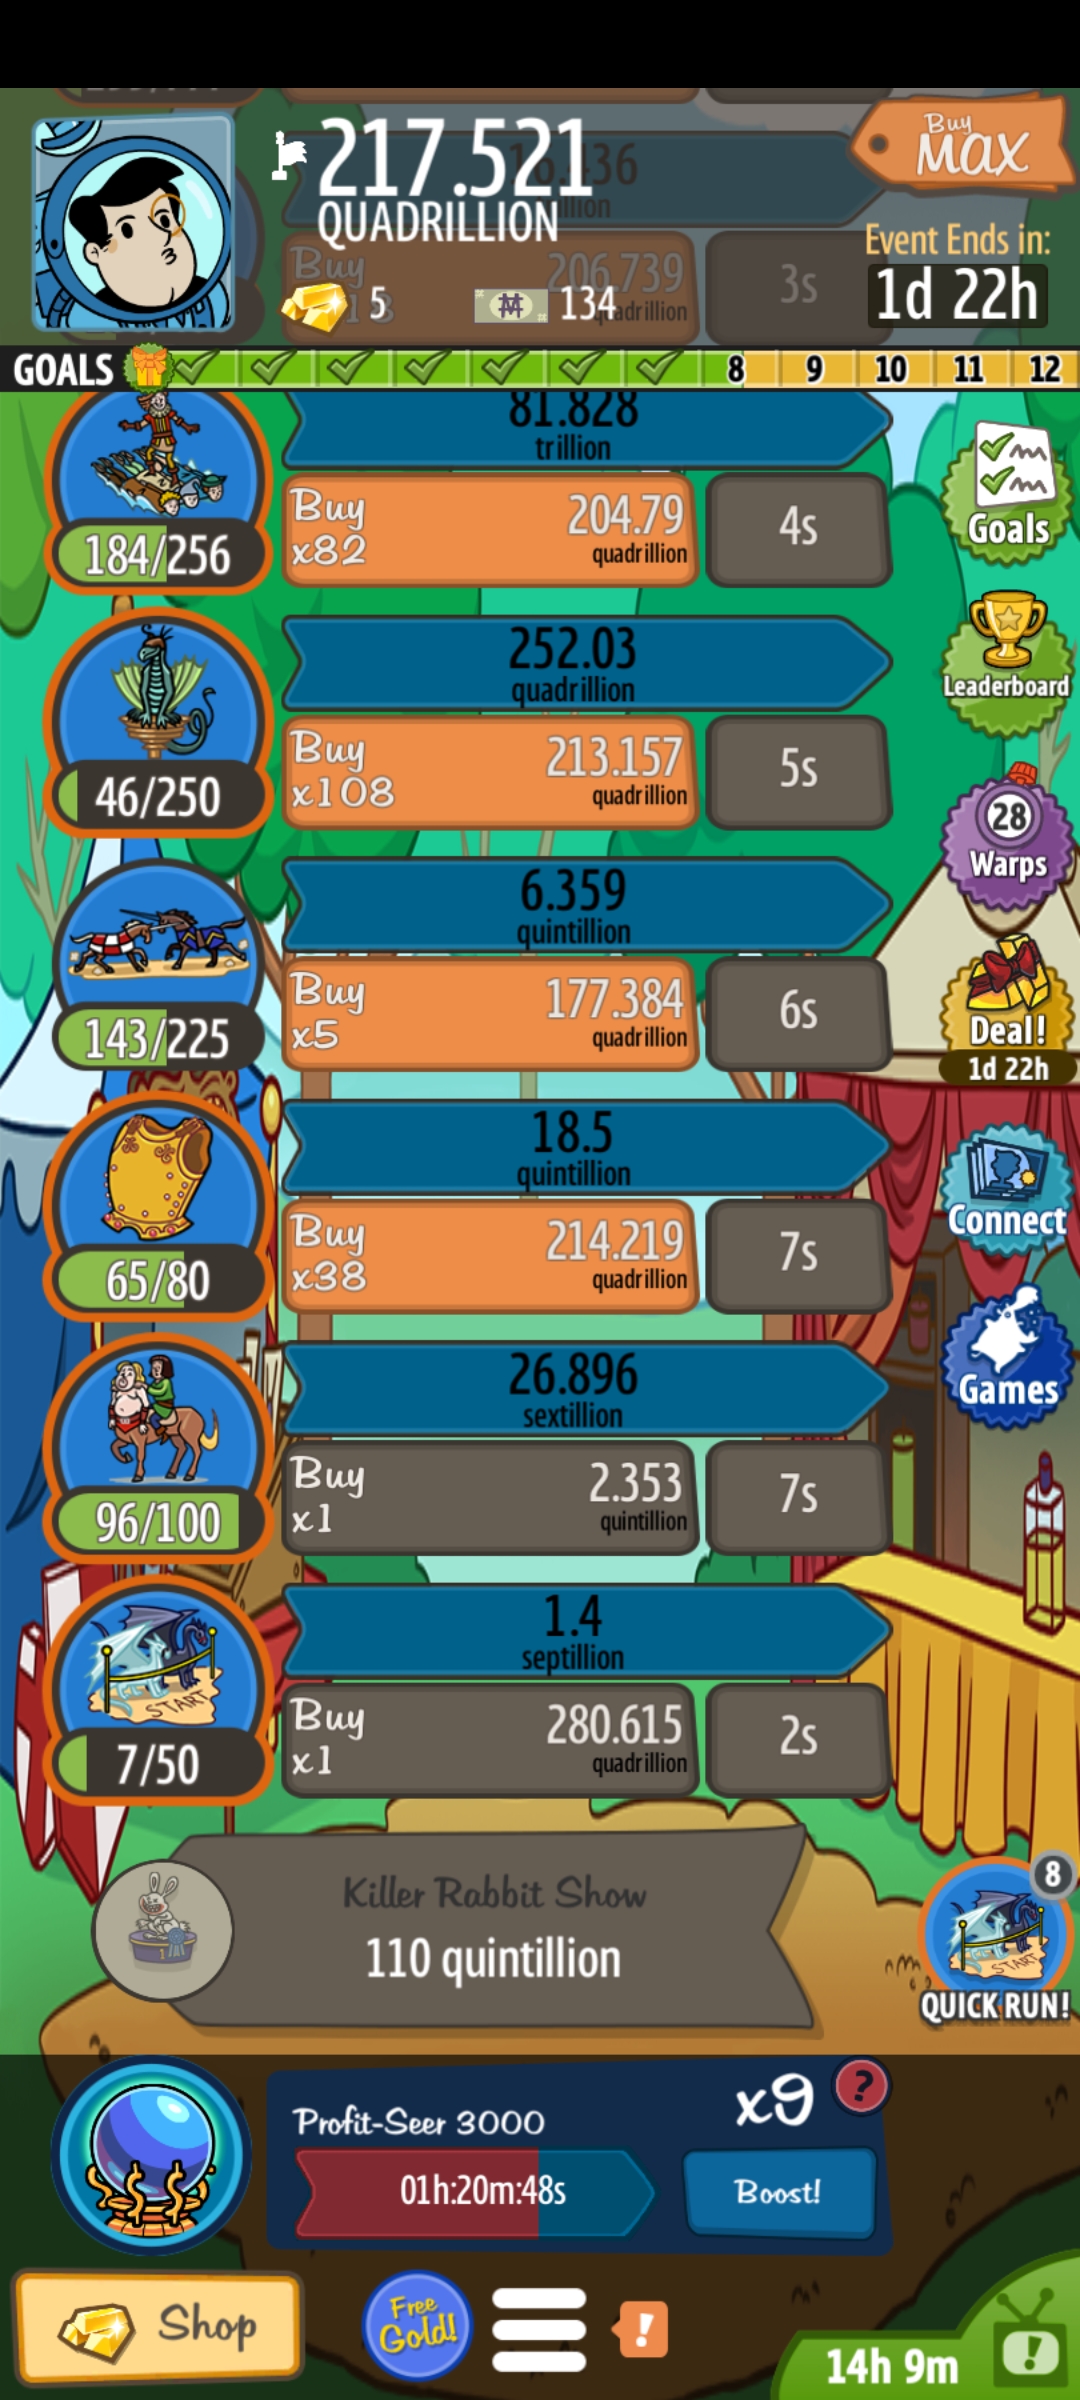 217.521
QUADRILLION
Buy
MAX
Buy
206.739
quadrillion
3s
5
134
Event Ends in:
1d 22h
GOALS
8
9
10
11
12
81.828
trillion
184/256
Buy
x82
204.79
quadrillion
4s
Goals
252.03
quadrillion
46/250
Buy
x108
213.157
quadrillion
5s
Leaderboard
28
Warps
6.359
quintillion
143/225
Buy
x5
177.384
quadrillion
6s
Deal!
1d 22h
18.5
quintillion
65/80
Buy
x38
214.219
quadrillion
7s
Connect
Games
26.896
sextillion
96/100
Buy
x1
2.353
quintillion
7s
1.4
septillion
START
7/50
Buy
x1
280.615
quadrillion
2s
Killer Rabbit Show
110 quintillion
8
START
QUICK RUN!
Profit-Seer 3000
x9
?
01h:20m:48s
Boost!
Shop
Free
Gold!
!
14h 9m
!